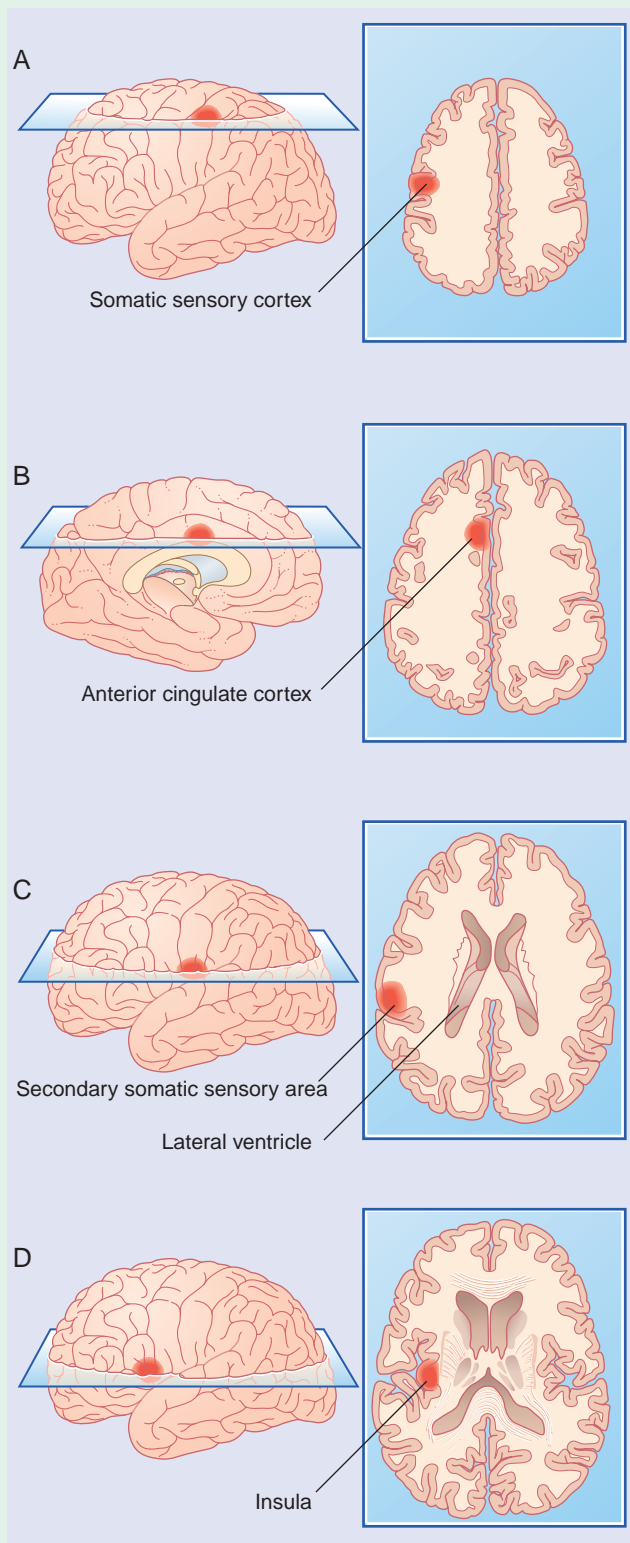 A
Somatic sensory cortex
B
Anterior cingulate cortex
C
Secondary somatic sensory area
Lateral ventricle
D
Insula